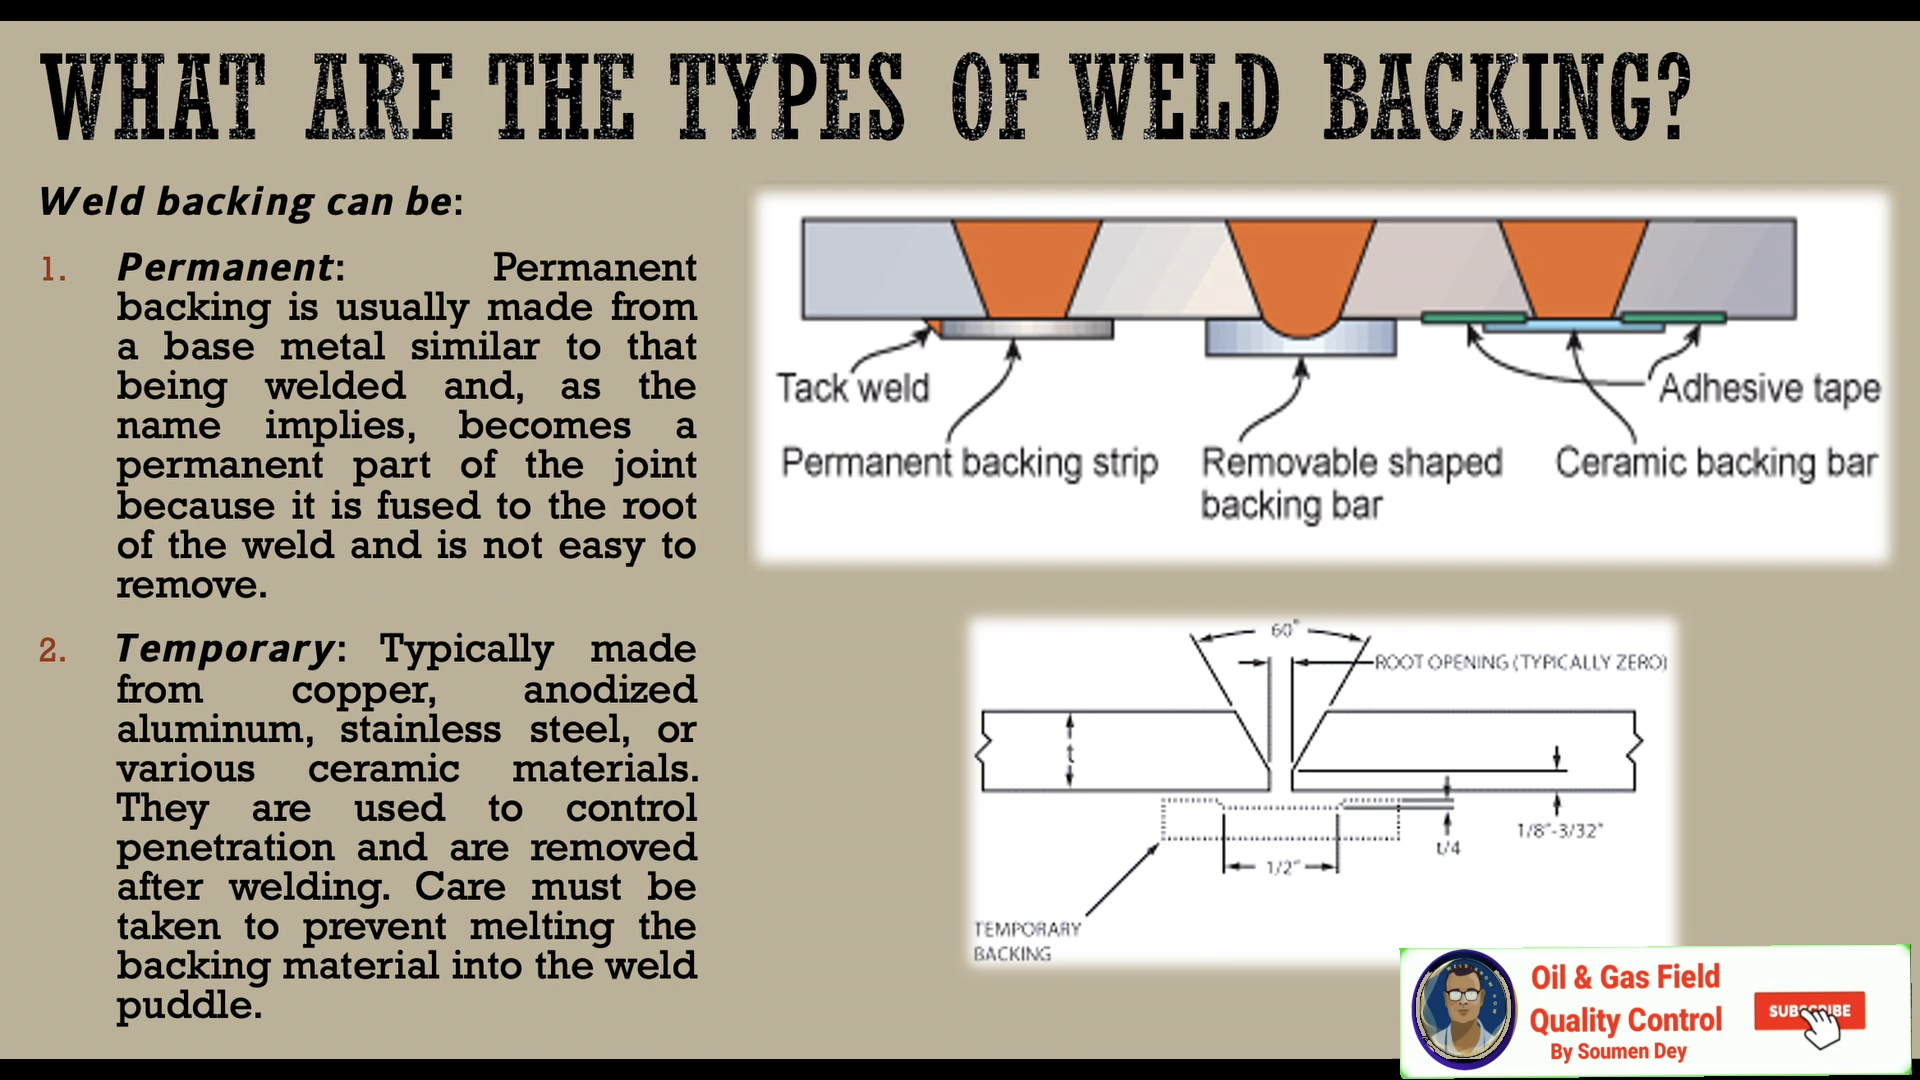 WHAT ARE THE TYPES OF WELD BACKING?
Weld backing can be:
1. Permanent: Permanent
backing is usually made from
a base metal similar to that
being welded and, as the
name implies, becomes a
permanent part of the joint
because it is fused to the root
of the weld and is not easy to
remove.
2. Temporary: Typically made
from copper, anodized
aluminum, stainless steel, or
various ceramic materials.
They are used to control
penetration and are removed
after welding. Care must be
taken to prevent melting the
backing material into the weld
puddle.
Tack weld
Adhesive tape
Permanent backing strip
Removable shaped
backing bar
Ceramic backing bar
60°
ROOT OPENING (TYPICALLY ZERO)
t
1/8"-3/32"
t/4
1/2"
TEMPORARY
BACKING
Oil & Gas Field
Quality Control
By Soumen Dey
SUBSCRIBE